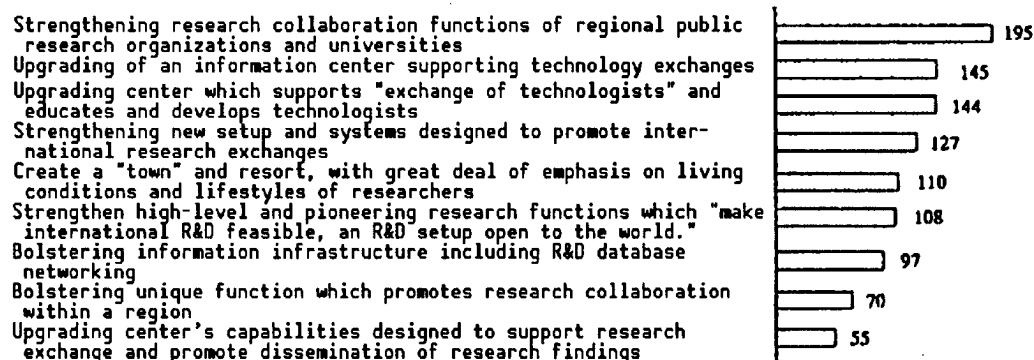 Strengthening research collaboration functions of regional public
research organizations and universities
195
Upgrading of an information center supporting technology exchanges
145
Upgrading center which supports "exchange of technologists" and
educates and develops technologists
144
Strengthening new setup and systems designed to promote inter-
national research exchanges
127
Create a "town" and resort, with great deal of emphasis on living
conditions and lifestyles of researchers
110
Strengthen high-level and pioneering research functions which "make
international R&D feasible, an R&D setup open to the world."
108
Bolstering information infrastructure including R&D database
networking
97
Bolstering unique function which promotes research collaboration
within a region
70
Upgrading center's capabilities designed to support research
exchange and promote dissemination of research findings
55